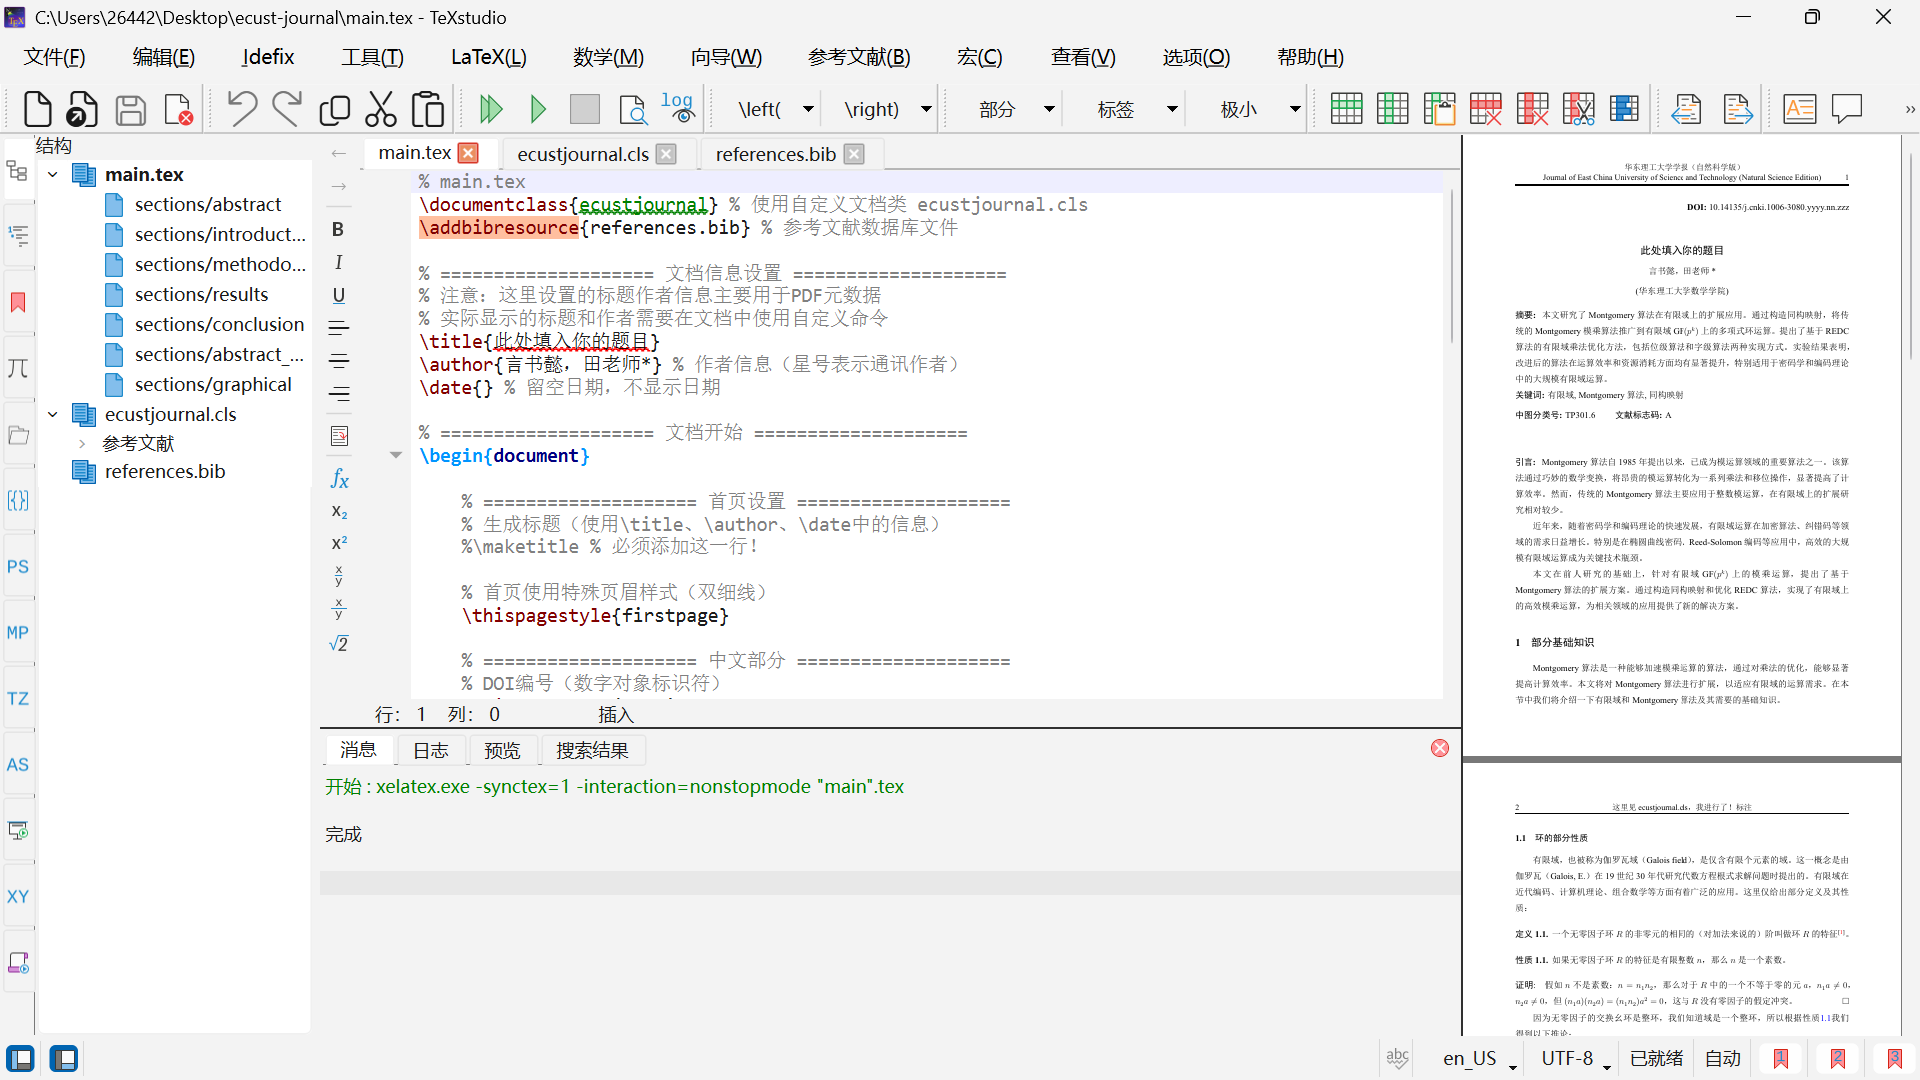 C:\Users\26442\Desktop\ecust-journal\main.tex - TeXstudio
文件(F) 编辑(E) Idefix 工具(T) LaTeX(L) 数学(M) 向导(W) 参考文献(B) 宏(C) 查看(V) 选项(O) 帮助(H)
log \left( \right) 部分 标签 极小 »
结构
main.tex
sections/abstract
sections/introduct...
sections/methodo...
sections/results
sections/conclusion
sections/abstract_...
sections/graphical
ecustjournal.cls
参考文献
references.bib
PS
MP
TZ
AS
XY
main.tex ecustjournal.cls references.bib
B
I
U
% main.tex
\documentclass{ecustjournal} % 使用自定义文档类 ecustjournal.cls
\addbibresource{references.bib} % 参考文献数据库文件
% ==================== 文档信息设置 ====================
% 注意: 这里设置的标题作者信息主要用于PDF元数据
% 实际显示的标题和作者需要在文档中使用自定义命令
\title{此处填入你的题目}
\author{言书懿，田老师*} % 作者信息（星号表示通讯作者）
\date{} % 留空日期，不显示日期
% ==================== 文档开始 ====================
\begin{document}
% ==================== 首页设置 ====================
% 生成标题（使用\title、\author、\date中的信息）
%\maketitle % 必须添加这一行!
% 首页使用特殊页眉样式（双细线）
\thispagestyle{firstpage}
% ==================== 中文部分 ====================
% DOI编号（数字对象标识符）
行: 1 列: 0 插入
消息 日志 预览 搜索结果
开始 : xelatex.exe -synctex=1 -interaction=nonstopmode "main".tex
完成
华东理工大学学报（自然科学版）
Journal of East China University of Science and Technology (Natural Science Edition) 1
DOI: 10.14135/j.cnki.1006-3080.yyyy.nn.zzz
此处填入你的题目
言书懿，田老师 *
(华东理工大学数学学院)
摘要：本文研究了 Montgomery 算法在有限域上的扩展应用。通过构造同构映射，将传
统的 Montgomery 模乘算法推广到有限域 GF(pᵏ) 上的多项式环运算。提出了基于 REDC
算法的有限域乘法优化方法，包括位级算法和字级算法两种实现方式。实验结果表明，
改进后的算法在运算效率和资源消耗方面均有显著提升，特别适用于密码学和编码理论
中的大规模有限域运算。
关键词: 有限域, Montgomery 算法, 同构映射
中图分类号: TP301.6 文献标志码: A
引言：Montgomery 算法自 1985 年提出以来，已成为模运算领域的重要算法之一。该算
法通过巧妙的数学变换，将昂贵的模运算转化为一系列乘法和移位操作，显著提高了计
算效率。然而，传统的 Montgomery 算法主要应用于整数模运算，在有限域上的扩展研
究相对较少。
近年来，随着密码学和编码理论的快速发展，有限域运算在加密算法、纠错码等领
域的需求日益增长。特别是在椭圆曲线密码、Reed-Solomon 编码等应用中，高效的大规
模有限域运算成为关键技术瓶颈。
本文在前人研究的基础上，针对有限域 GF(pᵏ) 上的模乘运算，提出了基于
Montgomery 算法的扩展方案。通过构造同构映射和优化 REDC 算法，实现了有限域上
的高效模乘运算，为相关领域的应用提供了新的解决方案。
1 部分基础知识
Montgomery 算法是一种能够加速模乘运算的算法，通过对乘法的优化，能够显著
提高计算效率。本文将对 Montgomery 算法进行扩展，以适应有限域的运算需求。在本
节中我们将介绍一下有限域和 Montgomery 算法及其需要的基础知识。
2 这里见 ecustjournal.cls，我进行了！标注
1.1 环的部分性质
有限域，也被称为伽罗瓦域（Galois field），是仅含有限个元素的域。这一概念是由
伽罗瓦（Galois, E.）在 19 世纪 30 年代研究代数方程根式求解问题时提出的。有限域在
近代编码、计算机理论、组合数学等方面有着广泛的应用。这里仅给出部分定义及其性
质：
定义 1.1. 一个无零因子环 R 的非零元的相同的（对加法来说的）阶叫做环 R 的特征[1]。
性质 1.1. 如果无零因子环 R 的特征是有限整数 n，那么 n 是一个素数。
证明: 假如 n 不是素数：n = n₁n₂，那么对于 R 中的一个不等于零的元 a，n₁a ≠ 0，
n₂a ≠ 0，但 (n₁a)(n₂a) = (n₁n₂)a² = 0，这与 R 没有零因子的假定冲突。 □
因为无零因子的交换幺环是整环，我们知道域是一个整环，所以根据性质1.1我们
得到以下推论：
abc en_US UTF-8 已就绪 自动 1 2 3